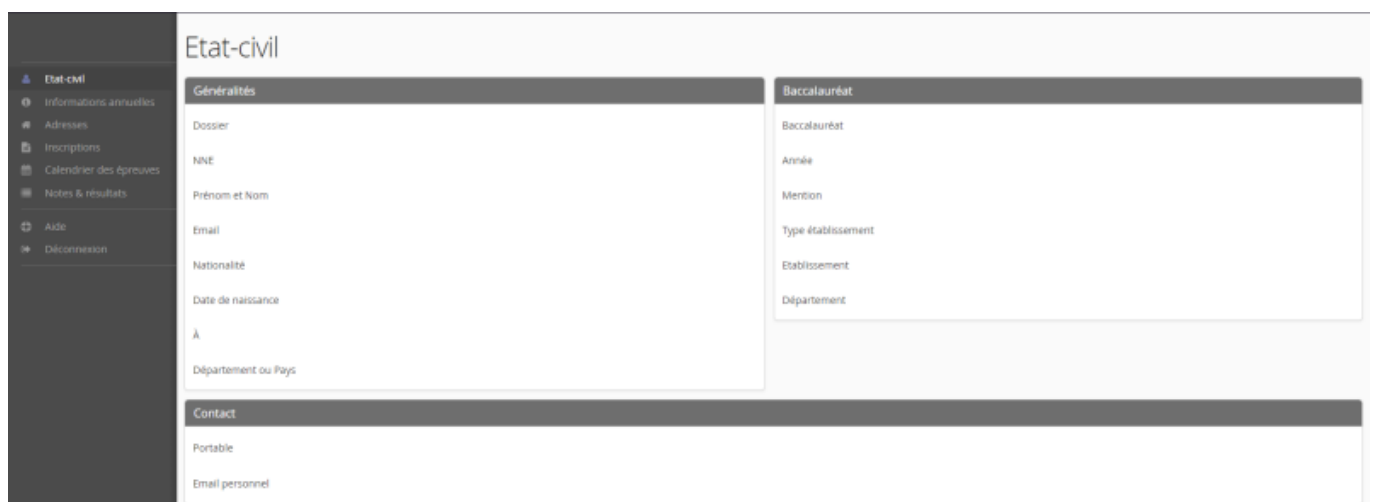 Etat-civil
Etat-civil
Informations annuelles
Adresses
Inscriptions
Calendrier des épreuves
Notes & résultats
Aide
Déconnexion
Généralités
Dossier
NNE
Prénom et Nom
Email
Nationalité
Date de naissance
À
Département ou Pays
Baccalauréat
Baccalauréat
Année
Mention
Type établissement
Etablissement
Département
Contact
Portable
Email personnel